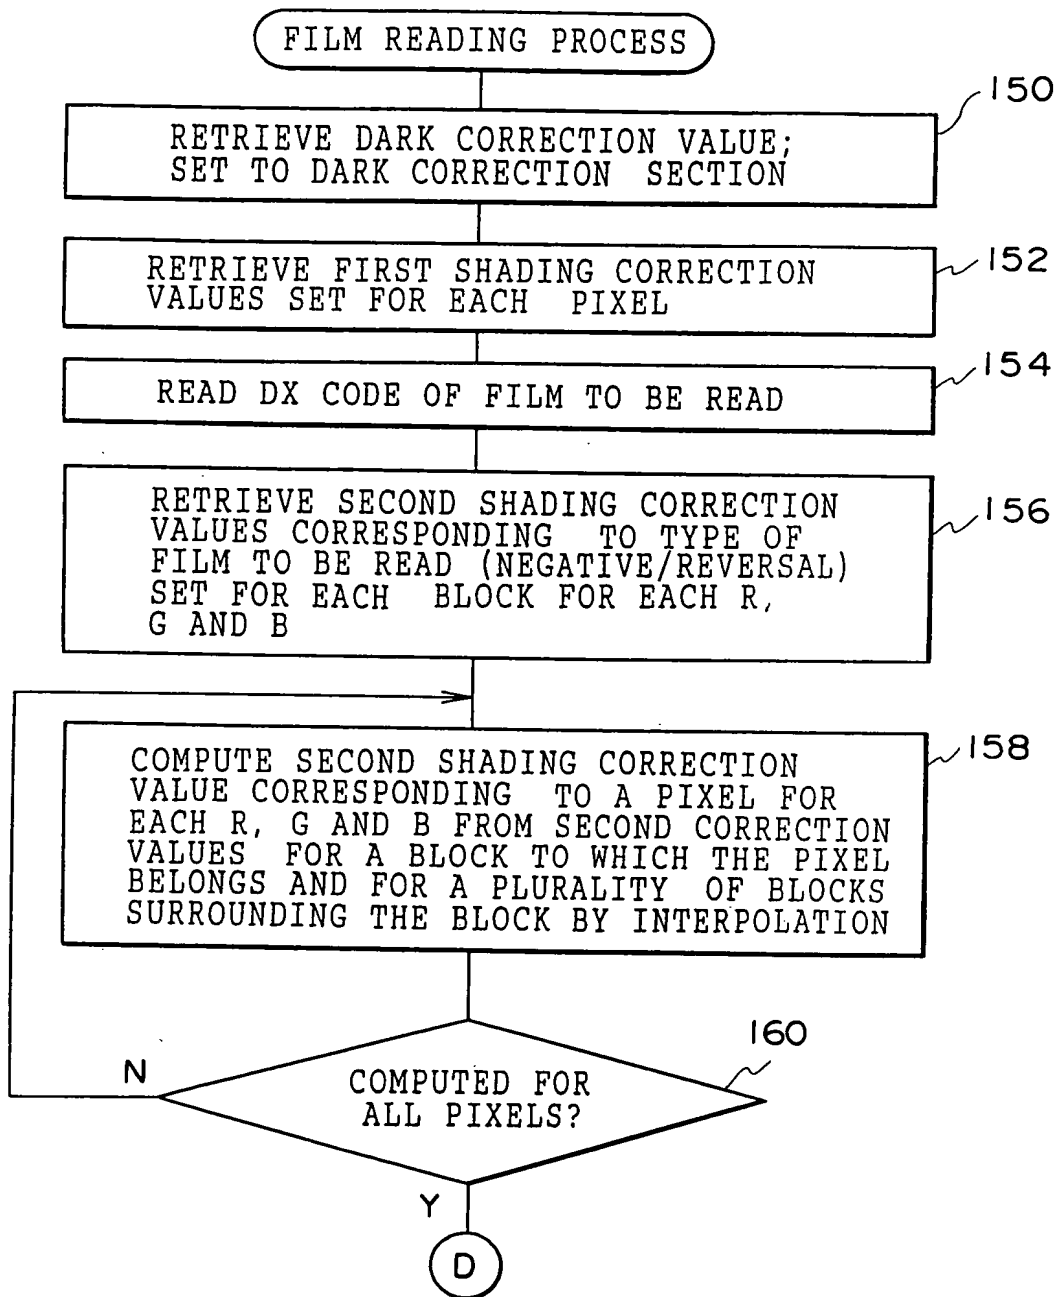 FILM READING PROCESS
150
RETRIEVE DARK CORRECTION VALUE;
SET TO DARK CORRECTION SECTION
152
RETRIEVE FIRST SHADING CORRECTION
VALUES SET FOR EACH PIXEL
154
READ DX CODE OF FILM TO BE READ
156
RETRIEVE SECOND SHADING CORRECTION
VALUES CORRESPONDING TO TYPE OF
FILM TO BE READ (NEGATIVE/REVERSAL)
SET FOR EACH BLOCK FOR EACH R,
G AND B
158
COMPUTE SECOND SHADING CORRECTION
VALUE CORRESPONDING TO A PIXEL FOR
EACH R, G AND B FROM SECOND CORRECTION
VALUES FOR A BLOCK TO WHICH THE PIXEL
BELONGS AND FOR A PLURALITY OF BLOCKS
SURROUNDING THE BLOCK BY INTERPOLATION
160
N
COMPUTED FOR
ALL PIXELS?
Y
D